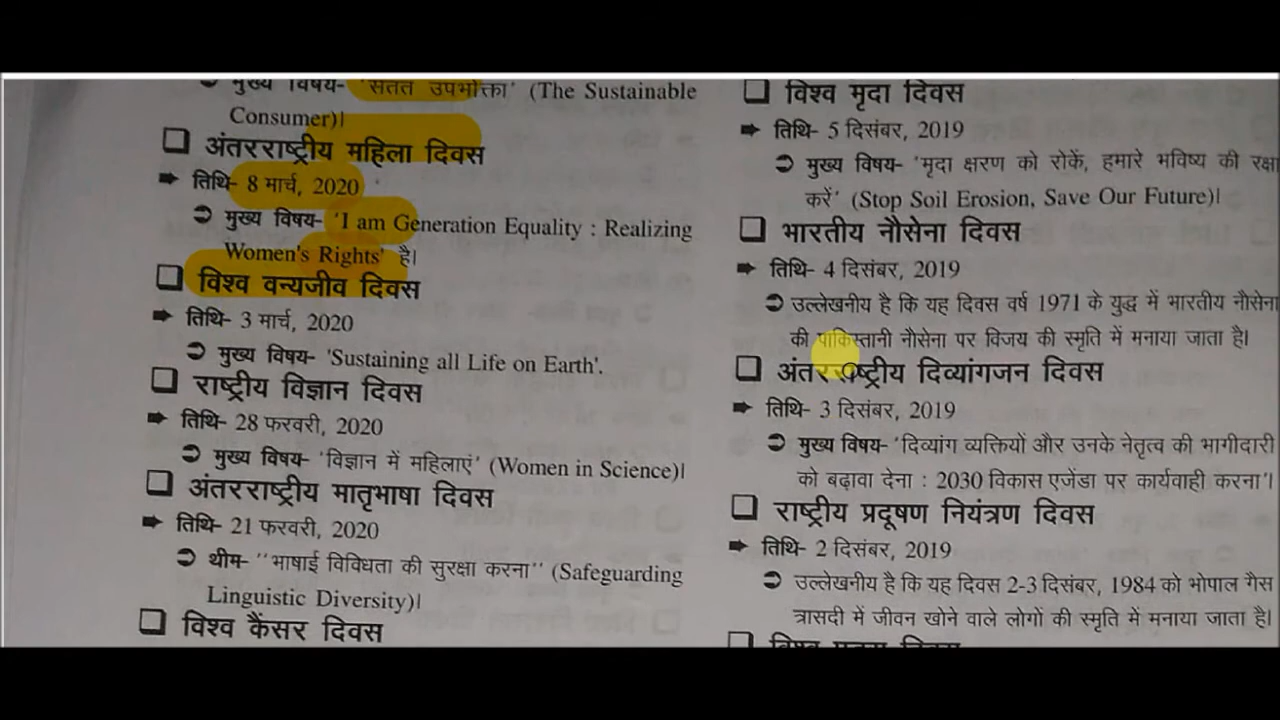 मुख्य विषय- 'सतत उपभोक्ता' (The Sustainable
Consumer)।
❑ अंतरराष्ट्रीय महिला दिवस
➡ तिथि- 8 मार्च, 2020
➲ मुख्य विषय- 'I am Generation Equality : Realizing
Women's Rights' है।
❑ विश्व वन्यजीव दिवस
➡ तिथि- 3 मार्च, 2020
➲ मुख्य विषय- 'Sustaining all Life on Earth'.
❑ राष्ट्रीय विज्ञान दिवस
➡ तिथि- 28 फरवरी, 2020
➲ मुख्य विषय- 'विज्ञान में महिलाएं' (Women in Science)।
❑ अंतरराष्ट्रीय मातृभाषा दिवस
➡ तिथि- 21 फरवरी, 2020
➲ थीम- ''भाषाई विविधता की सुरक्षा करना'' (Safeguarding
Linguistic Diversity)।
❑ विश्व कैंसर दिवस
❑ विश्व मृदा दिवस
➡ तिथि- 5 दिसंबर, 2019
➲ मुख्य विषय- 'मृदा क्षरण को रोकें, हमारे भविष्य की रक्षा
करें' (Stop Soil Erosion, Save Our Future)।
❑ भारतीय नौसेना दिवस
➡ तिथि- 4 दिसंबर, 2019
➲ उल्लेखनीय है कि यह दिवस वर्ष 1971 के युद्ध में भारतीय नौसेना
की पाकिस्तानी नौसेना पर विजय की स्मृति में मनाया जाता है।
❑ अंतरराष्ट्रीय दिव्यांगजन दिवस
➡ तिथि- 3 दिसंबर, 2019
➲ मुख्य विषय- 'दिव्यांग व्यक्तियों और उनके नेतृत्व की भागीदारी
को बढ़ावा देना : 2030 विकास एजेंडा पर कार्यवाही करना'।
❑ राष्ट्रीय प्रदूषण नियंत्रण दिवस
➡ तिथि- 2 दिसंबर, 2019
➲ उल्लेखनीय है कि यह दिवस 2-3 दिसंबर, 1984 को भोपाल गैस
त्रासदी में जीवन खोने वाले लोगों की स्मृति में मनाया जाता है।
❑ विश्व दिवस